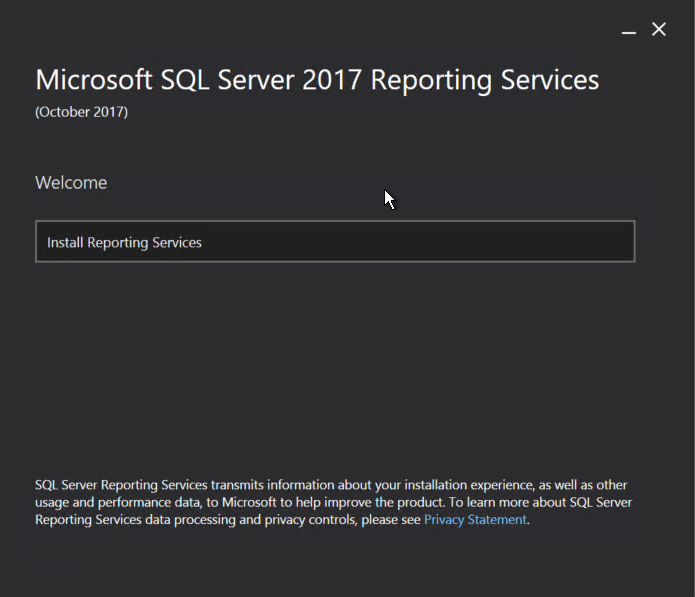 Microsoft SQL Server 2017 Reporting Services
(October 2017)
Welcome
Install Reporting Services
SQL Server Reporting Services transmits information about your installation experience, as well as other
usage and performance data, to Microsoft to help improve the product. To learn more about SQL Server
Reporting Services data processing and privacy controls, please see Privacy Statement.